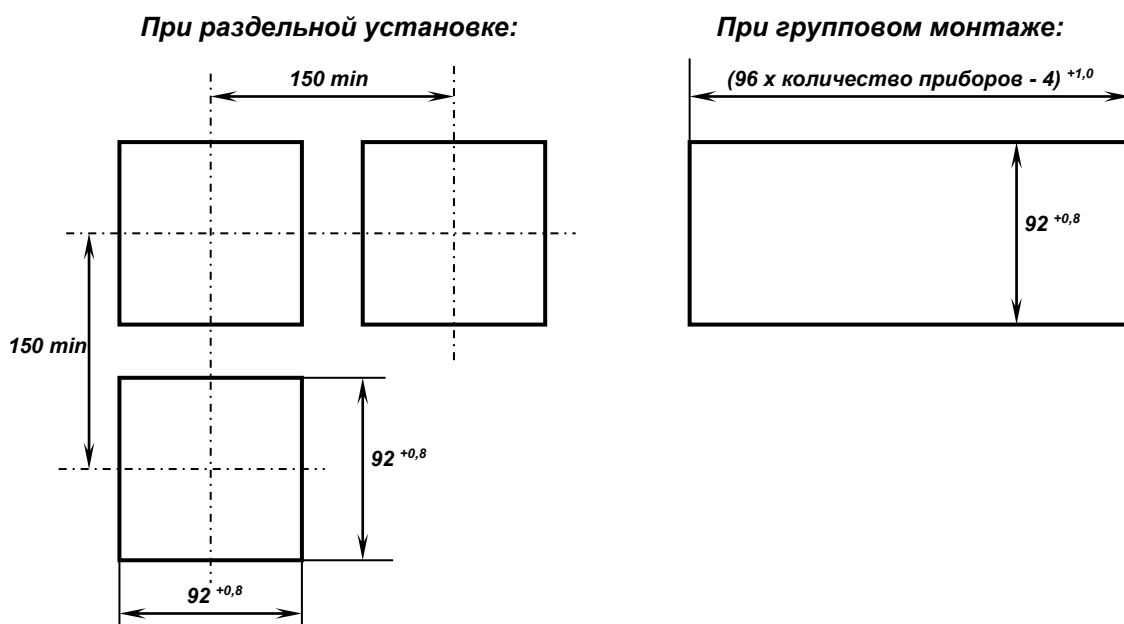 При раздельной установке:
При групповом монтаже:
150 min
(96 х количество приборов - 4) +1,0
92 +0,8
150 min
92 +0,8
92 +0,8